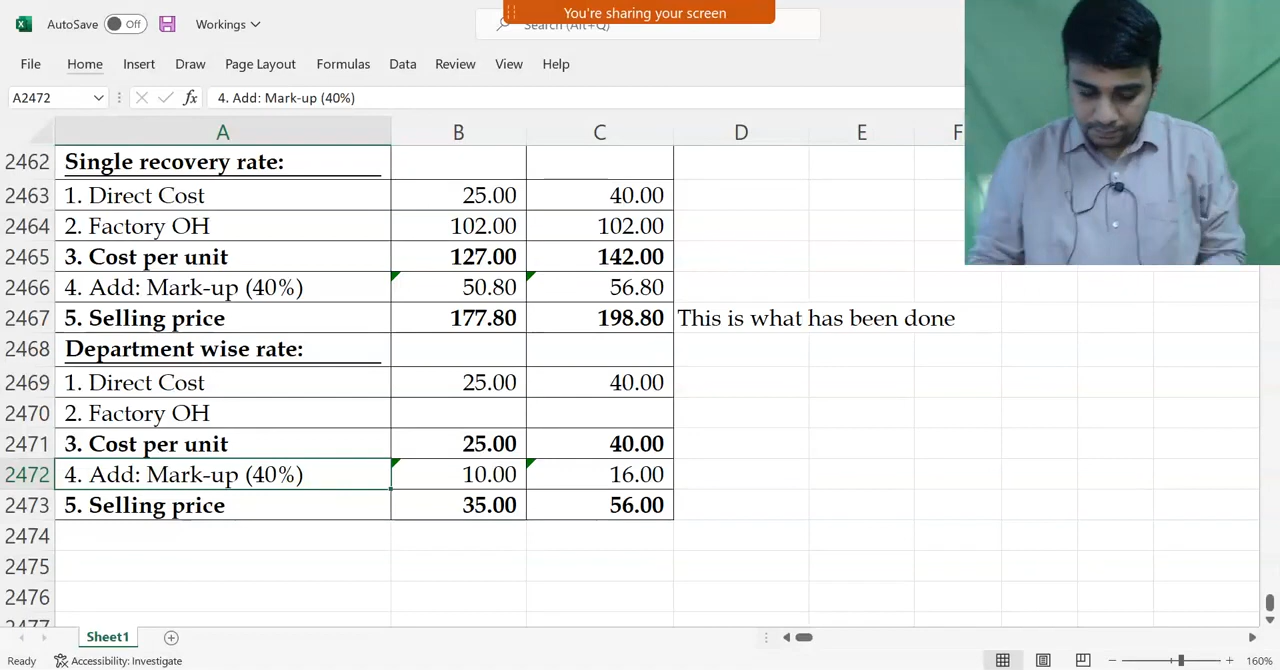 AutoSave Off Workings
You're sharing your screen
Search (Alt+Q)
File Home Insert Draw Page Layout Formulas Data Review View Help
A2472 fx 4. Add: Mark-up (40%)
A B C D E F
2462 Single recovery rate:
2463 1. Direct Cost 25.00 40.00
2464 2. Factory OH 102.00 102.00
2465 3. Cost per unit 127.00 142.00
2466 4. Add: Mark-up (40%) 50.80 56.80
2467 5. Selling price 177.80 198.80 This is what has been done
2468 Department wise rate:
2469 1. Direct Cost 25.00 40.00
2470 2. Factory OH
2471 3. Cost per unit 25.00 40.00
2472 4. Add: Mark-up (40%) 10.00 16.00
2473 5. Selling price 35.00 56.00
2474
2475
2476
2477
Sheet1
Ready Accessibility: Investigate 160%